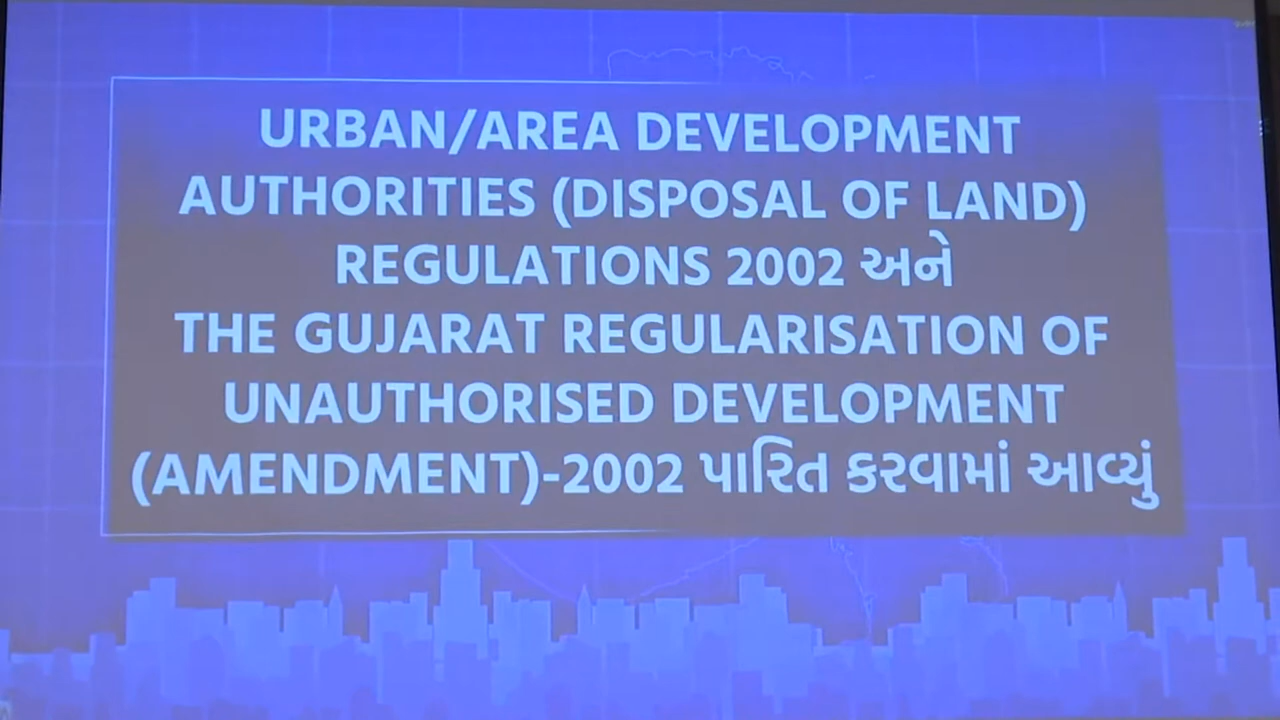 URBAN/AREA DEVELOPMENT
AUTHORITIES (DISPOSAL OF LAND)
REGULATIONS 2002 અને
THE GUJARAT REGULARISATION OF
UNAUTHORISED DEVELOPMENT
(AMENDMENT)-2002 પારિત કરવામાં આવ્યું